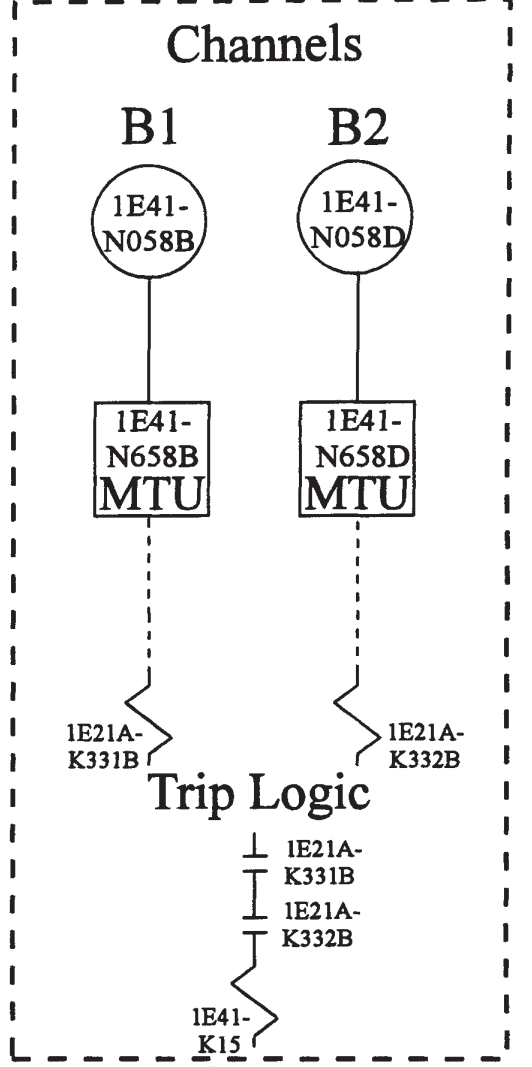 Channels
B1
B2
1E41-
N058B
1E41-
N058D
1E41-
N658B
MTU
1E41-
N658D
MTU
1E21A-
K331B
1E21A-
K332B
Trip Logic
1E21A-
K331B
1E21A-
K332B
1E41-
K15